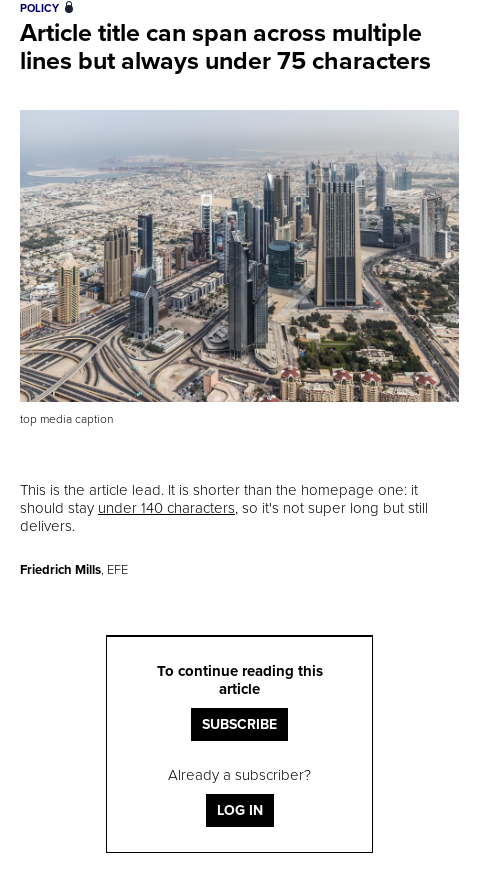 POLICY
Article title can span across multiple
lines but always under 75 characters
top media caption
This is the article lead. It is shorter than the homepage one: it
should stay under 140 characters, so it's not super long but still
delivers.
Friedrich Mills, EFE
To continue reading this
article
SUBSCRIBE
Already a subscriber?
LOG IN